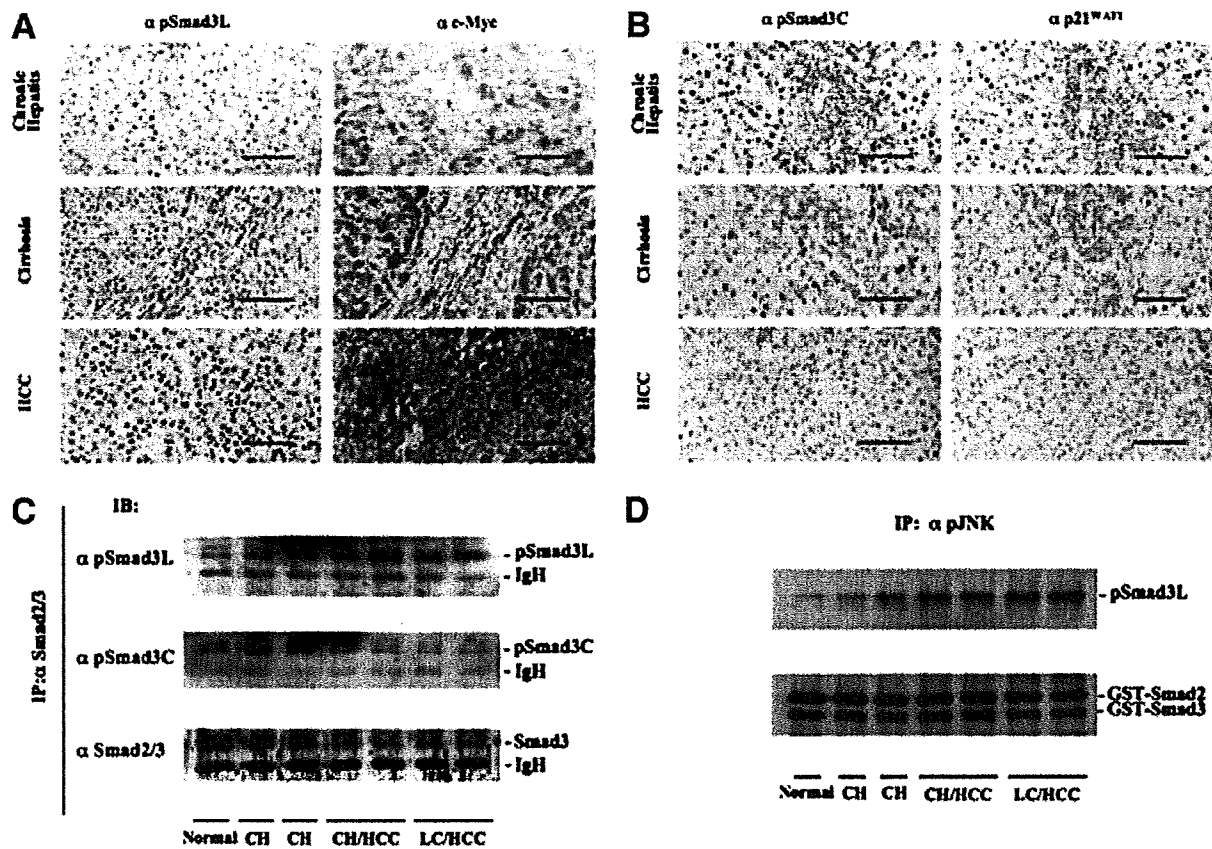 A
α pSmad3L
α c-Myc
Chronic
Hepatis
Cirrhosis
HCC
B
α pSmad3C
α p21WAF1
Chronic
Hepatis
Cirrhosis
HCC
C
IB:
IP:α Smad2/3
α pSmad3L
- pSmad3L
- IgH
α pSmad3C
- pSmad3C
- IgH
α Smad2/3
- Smad3
- IgH
Normal CH CH CH/HCC LC/HCC
D
IP: α pJNK
- pSmad3L
- GST-Smad2
- GST-Smad3
Normal CH CH CH/HCC LC/HCC